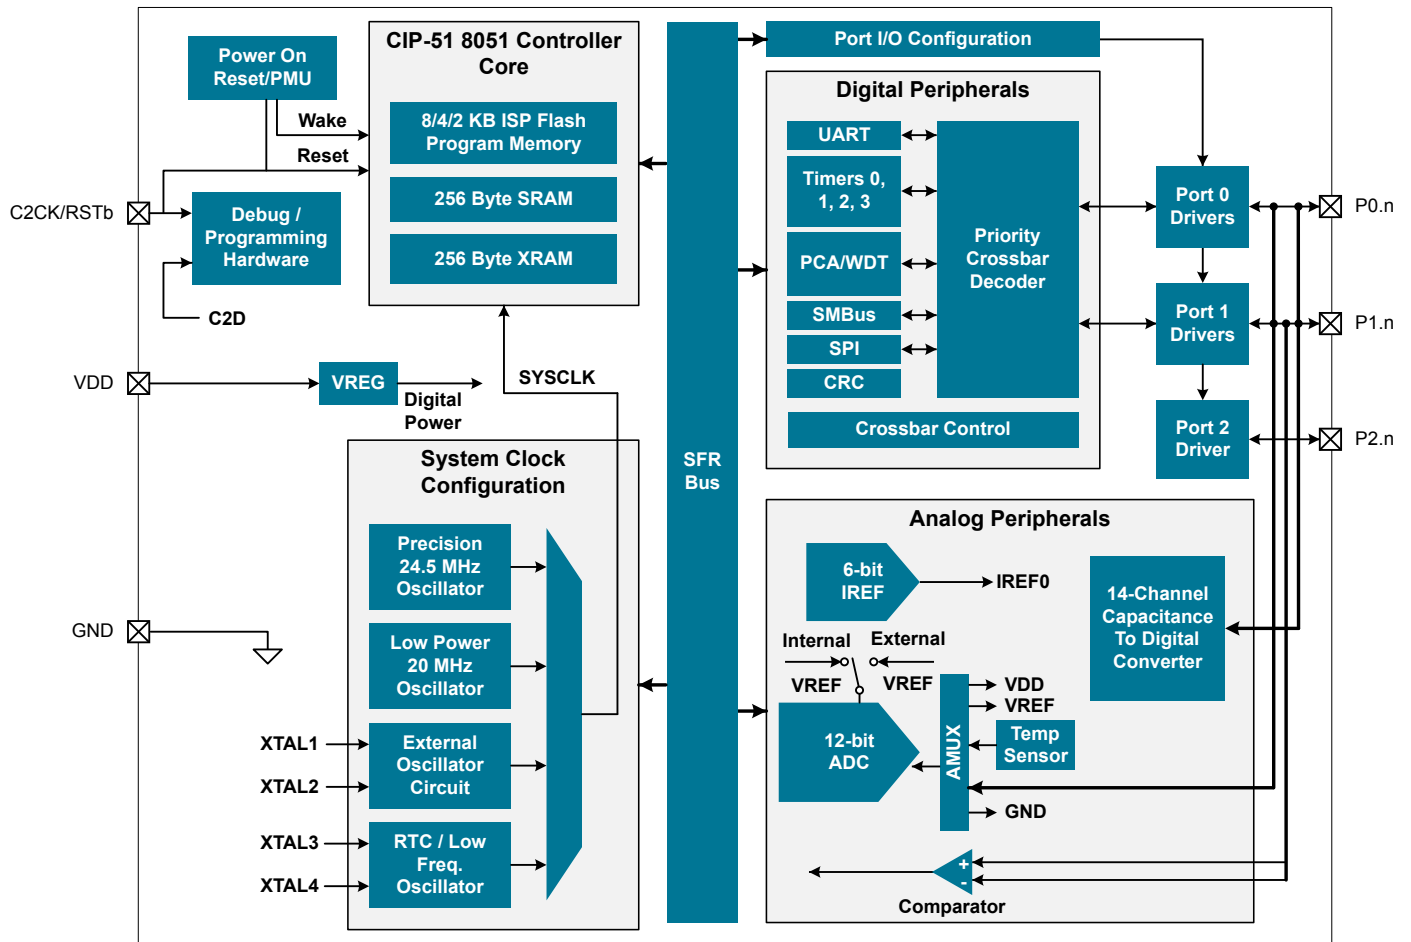 Power On
Reset/PMU
Wake
Reset
C2CK/RSTb
Debug /
Programming
Hardware
C2D
CIP-51 8051 Controller
Core
8/4/2 KB ISP Flash
Program Memory
256 Byte SRAM
256 Byte XRAM
VDD
VREG
Digital
Power
SYSCLK
GND
System Clock
Configuration
Precision
24.5 MHz
Oscillator
Low Power
20 MHz
Oscillator
XTAL1
XTAL2
External
Oscillator
Circuit
XTAL3
XTAL4
RTC / Low
Freq.
Oscillator
SFR
Bus
Port I/O Configuration
Digital Peripherals
UART
Timers 0,
1, 2, 3
PCA/WDT
SMBus
SPI
CRC
Priority
Crossbar
Decoder
Crossbar Control
Port 0
Drivers
P0.n
Port 1
Drivers
P1.n
Port 2
Driver
P2.n
Analog Peripherals
6-bit
IREF
IREF0
14-Channel
Capacitance
To Digital
Converter
Internal
External
VREF
VREF
12-bit
ADC
AMUX
VDD
VREF
Temp
Sensor
GND
+
-
Comparator